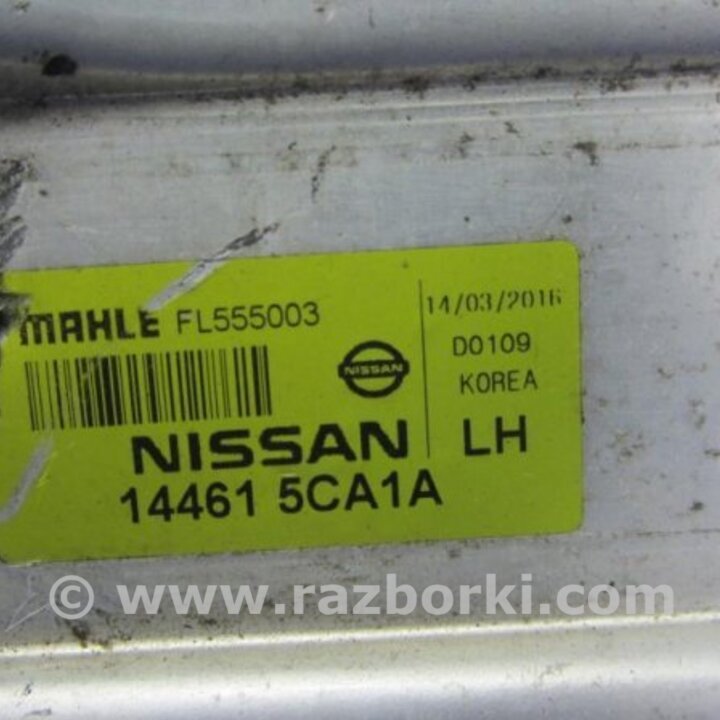 MAHLE FL555003
14/03/2016
D0109
KOREA
NISSAN
NISSAN LH
14461 5CA1A
© www.razborki.com